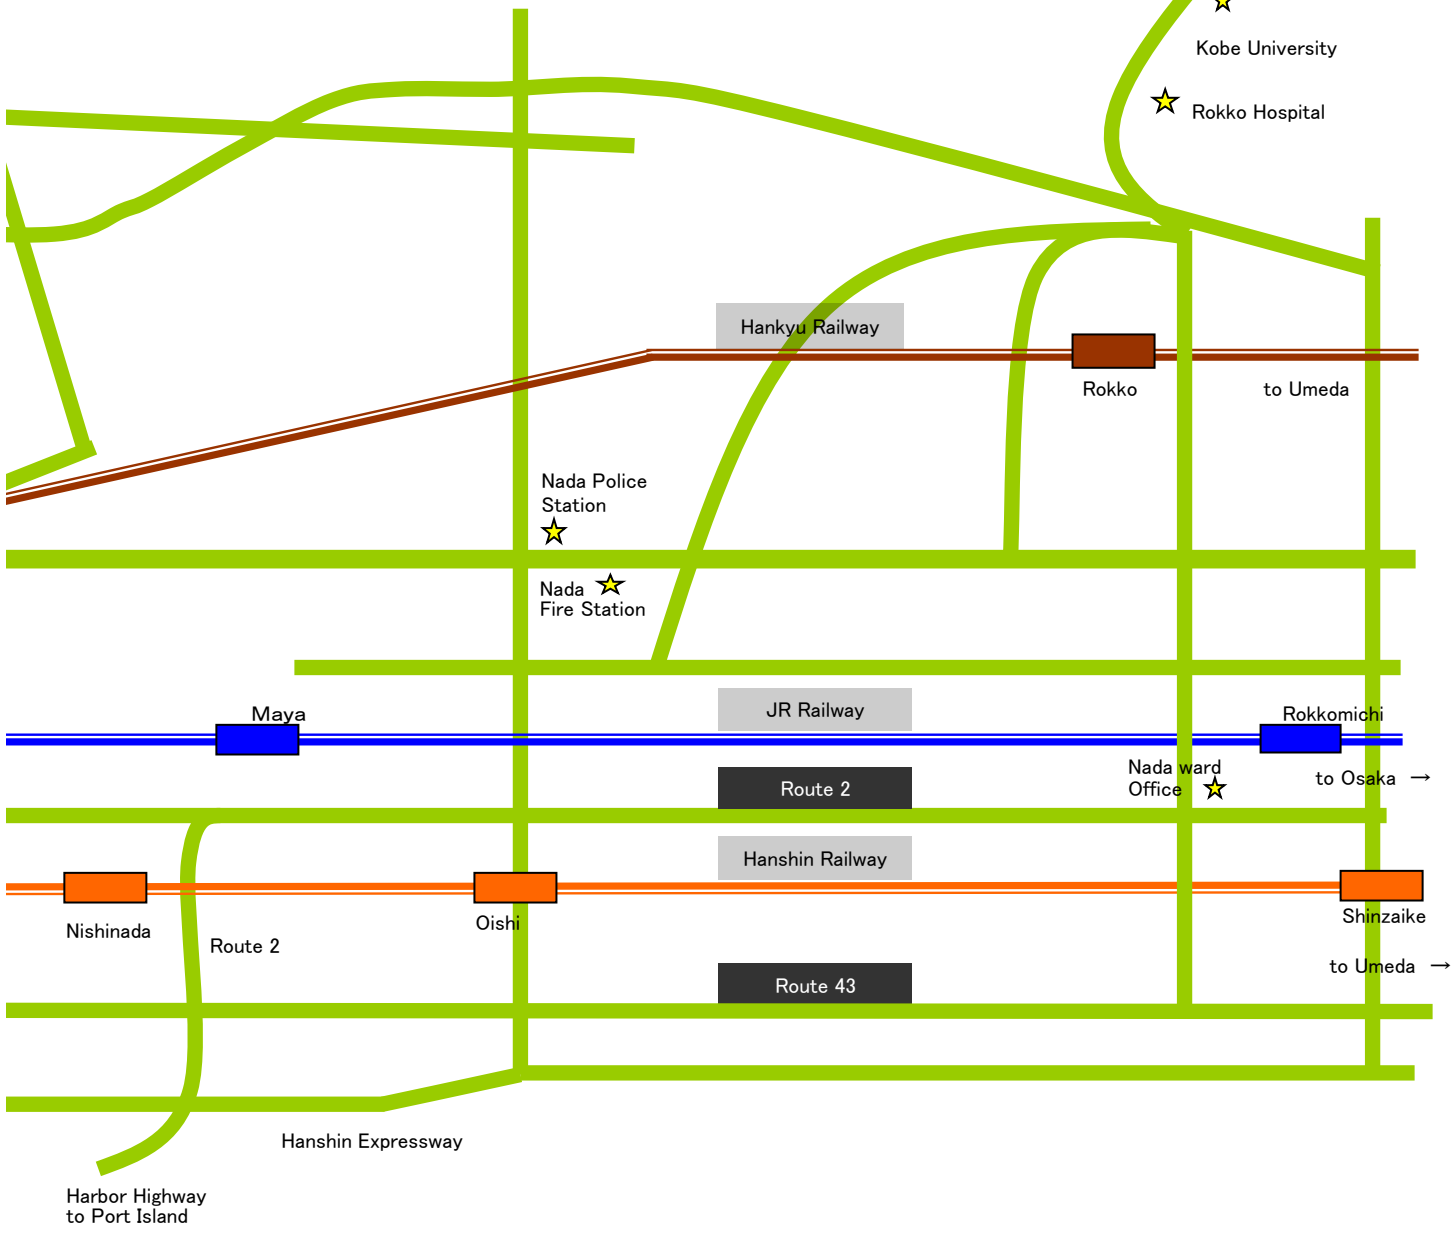 Kobe University
Rokko Hospital
Hankyu Railway
Rokko
to Umeda
Nada Police
Station
Nada
Fire Station
JR Railway
Maya
Rokkomichi
Nada ward
Office
to Osaka →
Route 2
Hanshin Railway
Nishinada
Oishi
Shinzaike
Route 2
to Umeda →
Route 43
Hanshin Expressway
Harbor Highway
to Port Island